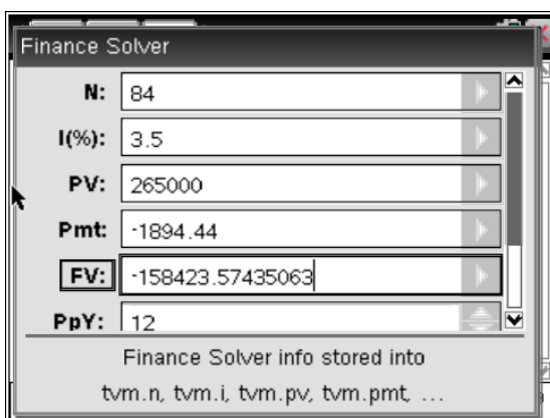 Finance Solver
N: 84
I(%): 3.5
PV: 265000
Pmt: -1894.44
FV: -158423.57435063
PpY: 12
Finance Solver info stored into
tvm.n, tvm.i, tvm.pv, tvm.pmt, ...